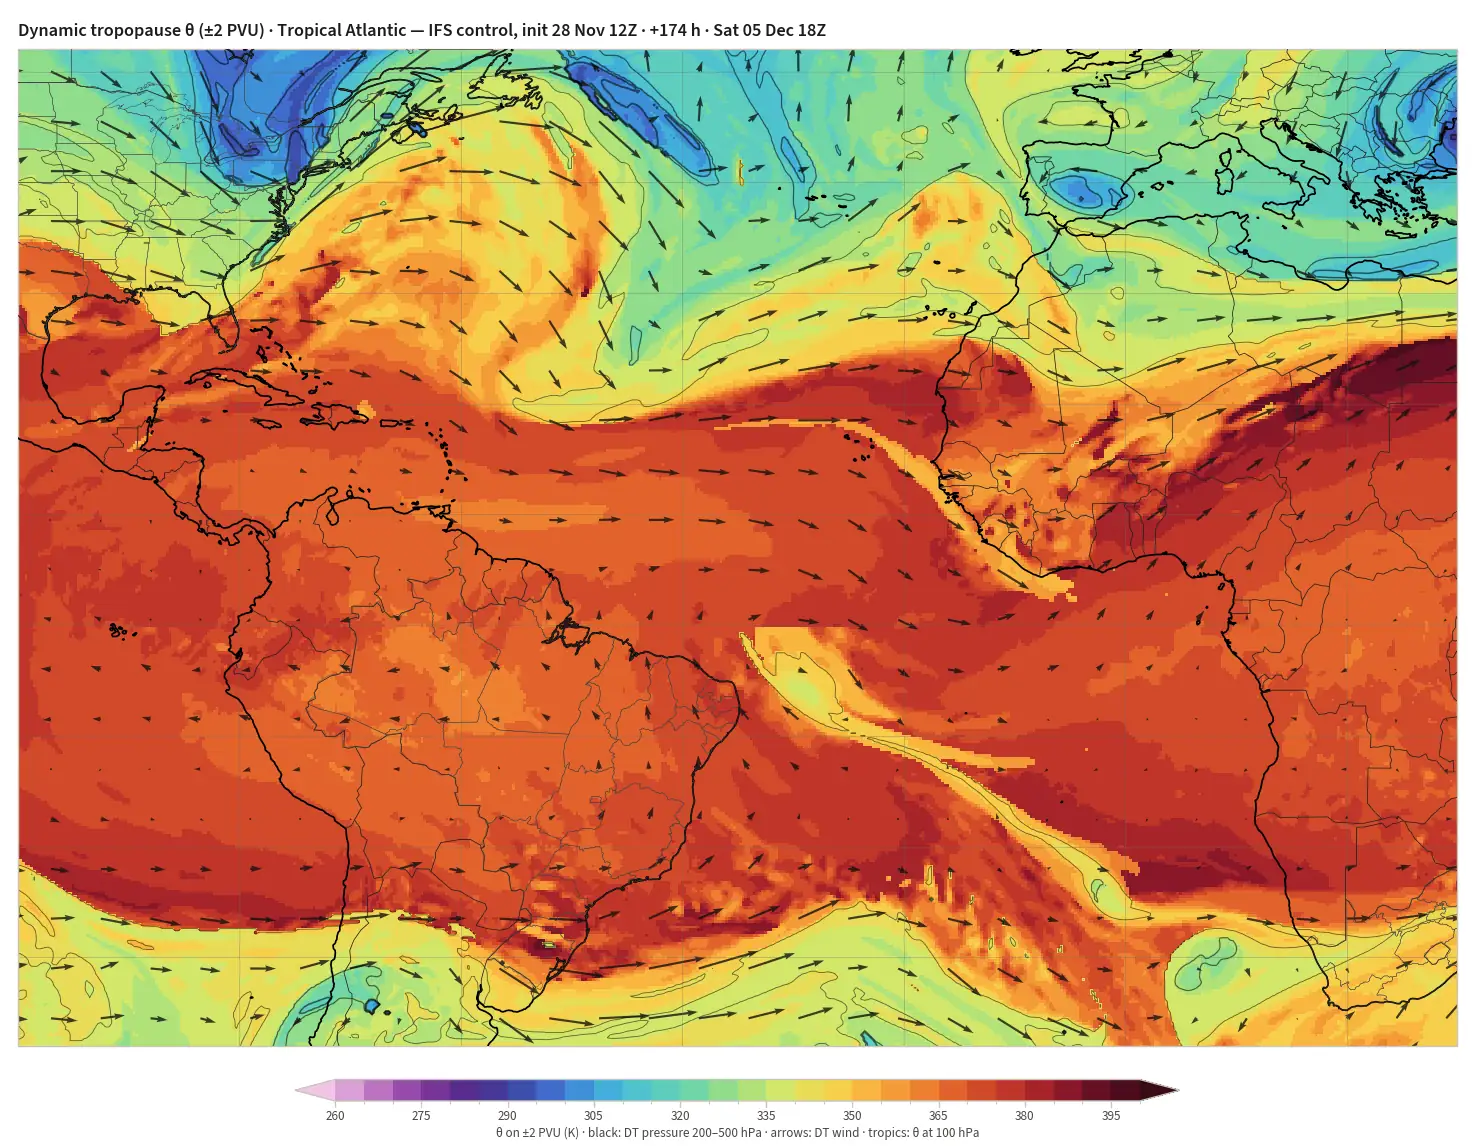 Dynamic tropopause θ (±2 PVU) · Tropical Atlantic — IFS control, init 28 Nov 12Z · +174 h · Sat 05 Dec 18Z
260 275 290 305 320 335 350 365 380 395
θ on ±2 PVU (K) · black: DT pressure 200–500 hPa · arrows: DT wind · tropics: θ at 100 hPa